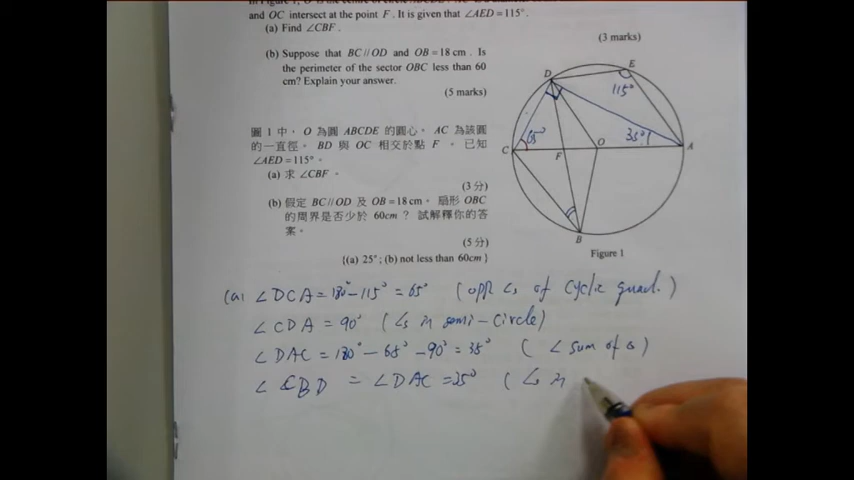 and OC intersect at the point F. It is given that ∠AED = 115°.
(a) Find ∠CBF.
(3 marks)
(b) Suppose that BC // OD and OB = 18 cm. Is
the perimeter of the sector OBC less than 60
cm? Explain your answer.
(5 marks)
圖 1 中，O 為圓 ABCDE 的圓心。AC 為該圓
的一直徑。BD 與 OC 相交於點 F。已知
∠AED = 115°。
(a) 求 ∠CBF。
(3 分)
(b) 假定 BC // OD 及 OB = 18 cm。扇形 OBC
的周界是否少於 60cm？試解釋你的答
案。
(5 分)
{(a) 25°; (b) not less than 60cm}
D
E
115°
65°
35°
C
F
O
A
B
Figure 1
(a) ∠DCA = 180° - 115° = 65° (opp. ∠s of cyclic quad.)
∠CDA = 90° (∠s in semi-circle)
∠DAC = 180° - 65° - 90° = 35° (∠ sum of Δ)
∠CBD = ∠DAC = 25° (∠s in